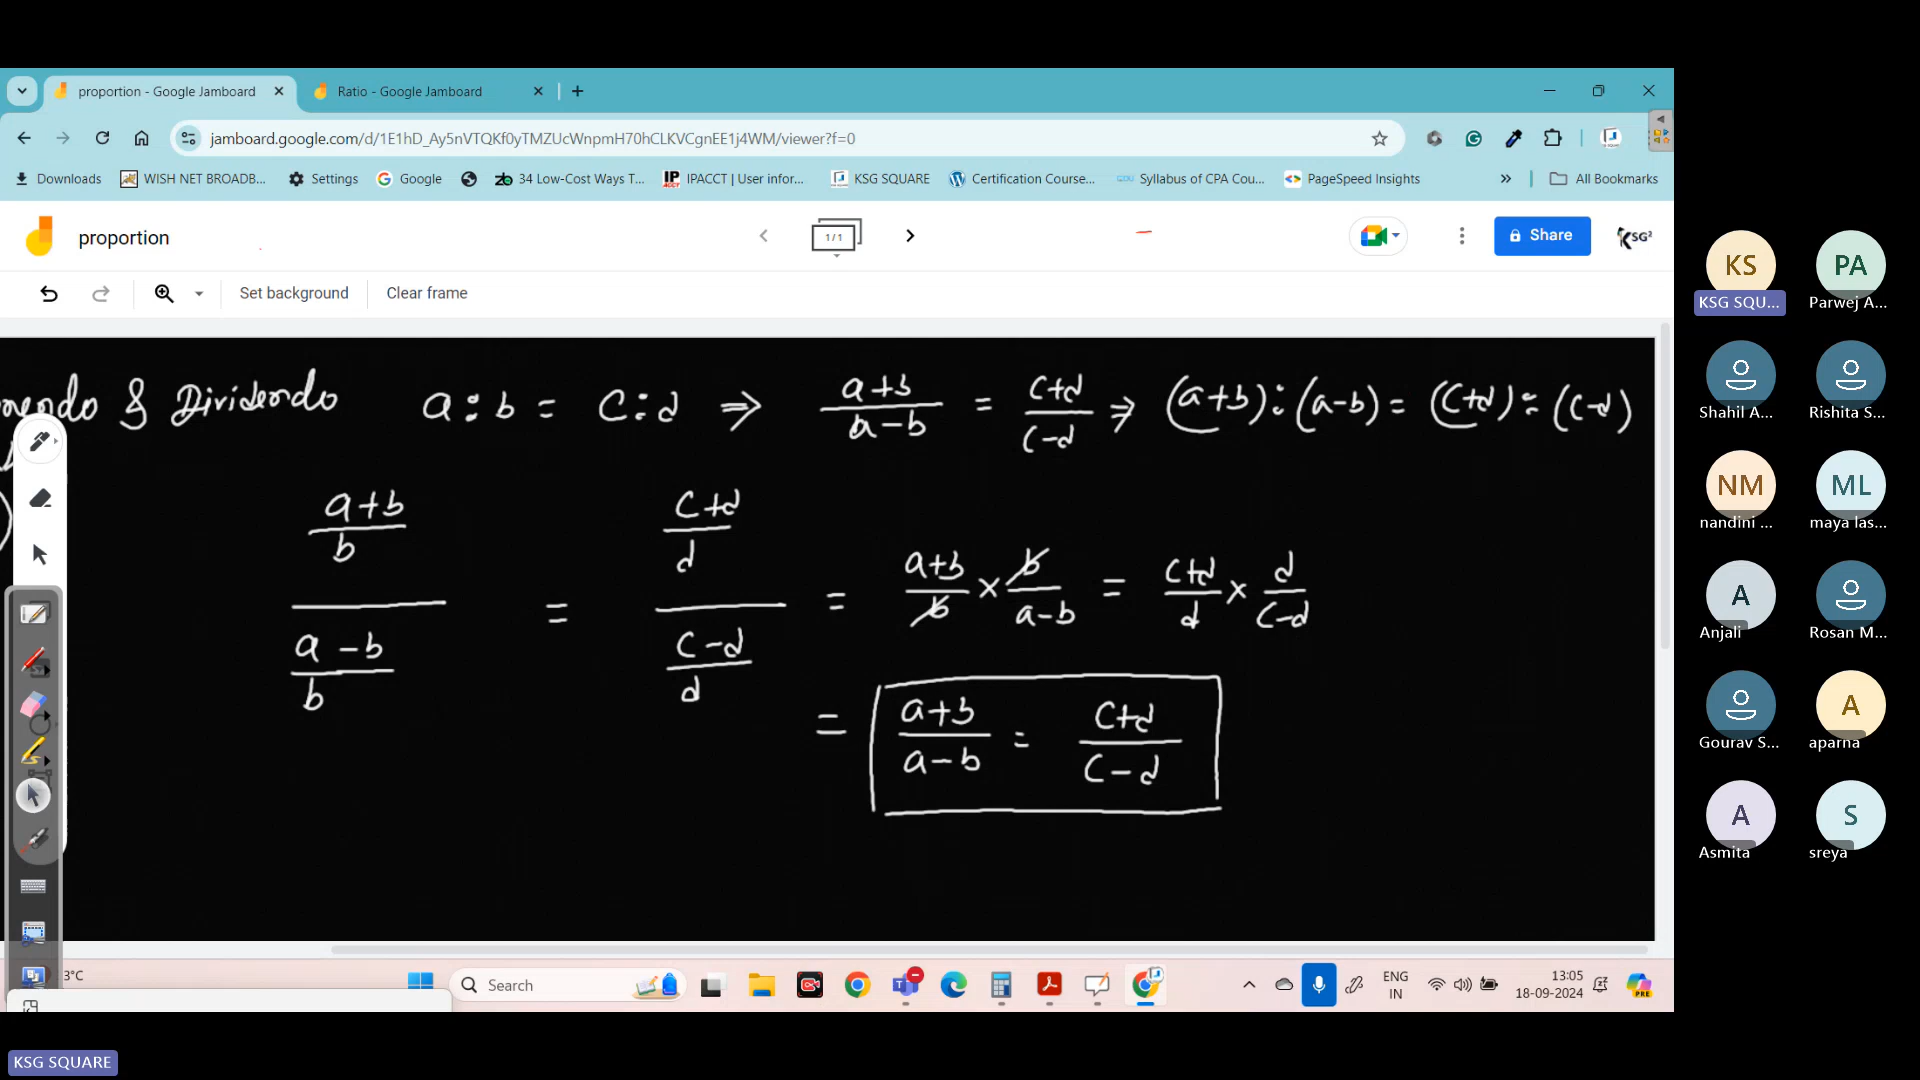 proportion - Google Jamboard
Ratio - Google Jamboard
jamboard.google.com/d/1E1hD_Ay5nVTQKf0yTMZUcWnpmH70hCLKVCgnEE1j4WM/viewer?f=0
Downloads WISH NET BROADB... Settings Google 34 Low-Cost Ways T... IPACCT | User infor... KSG SQUARE Certification Course... Syllabus of CPA Cou... PageSpeed Insights » All Bookmarks
proportion 1/1 Share KSG²
Set background Clear frame
nendo & Dividendo a:b = c:d ⇒ (a+b)/(a-b) = (c+d)/(c-d) ⇒ (a+b):(a-b) = (c+d):(c-d)
((a+b)/b)/((a-b)/b) = ((c+d)/d)/((c-d)/d) = (a+b)/b × b/(a-b) = (c+d)/d × d/(c-d)
= (a+b)/(a-b) = (c+d)/(c-d)
KS PA
KSG SQU... Parwej A...
Shahil A... Rishita S...
NM ML
nandini ... maya las...
A
Anjali Rosan M...
A
Gourav S... aparna
A S
Asmita sreya
3°C Search ENG IN 13:05 18-09-2024 PRE
KSG SQUARE